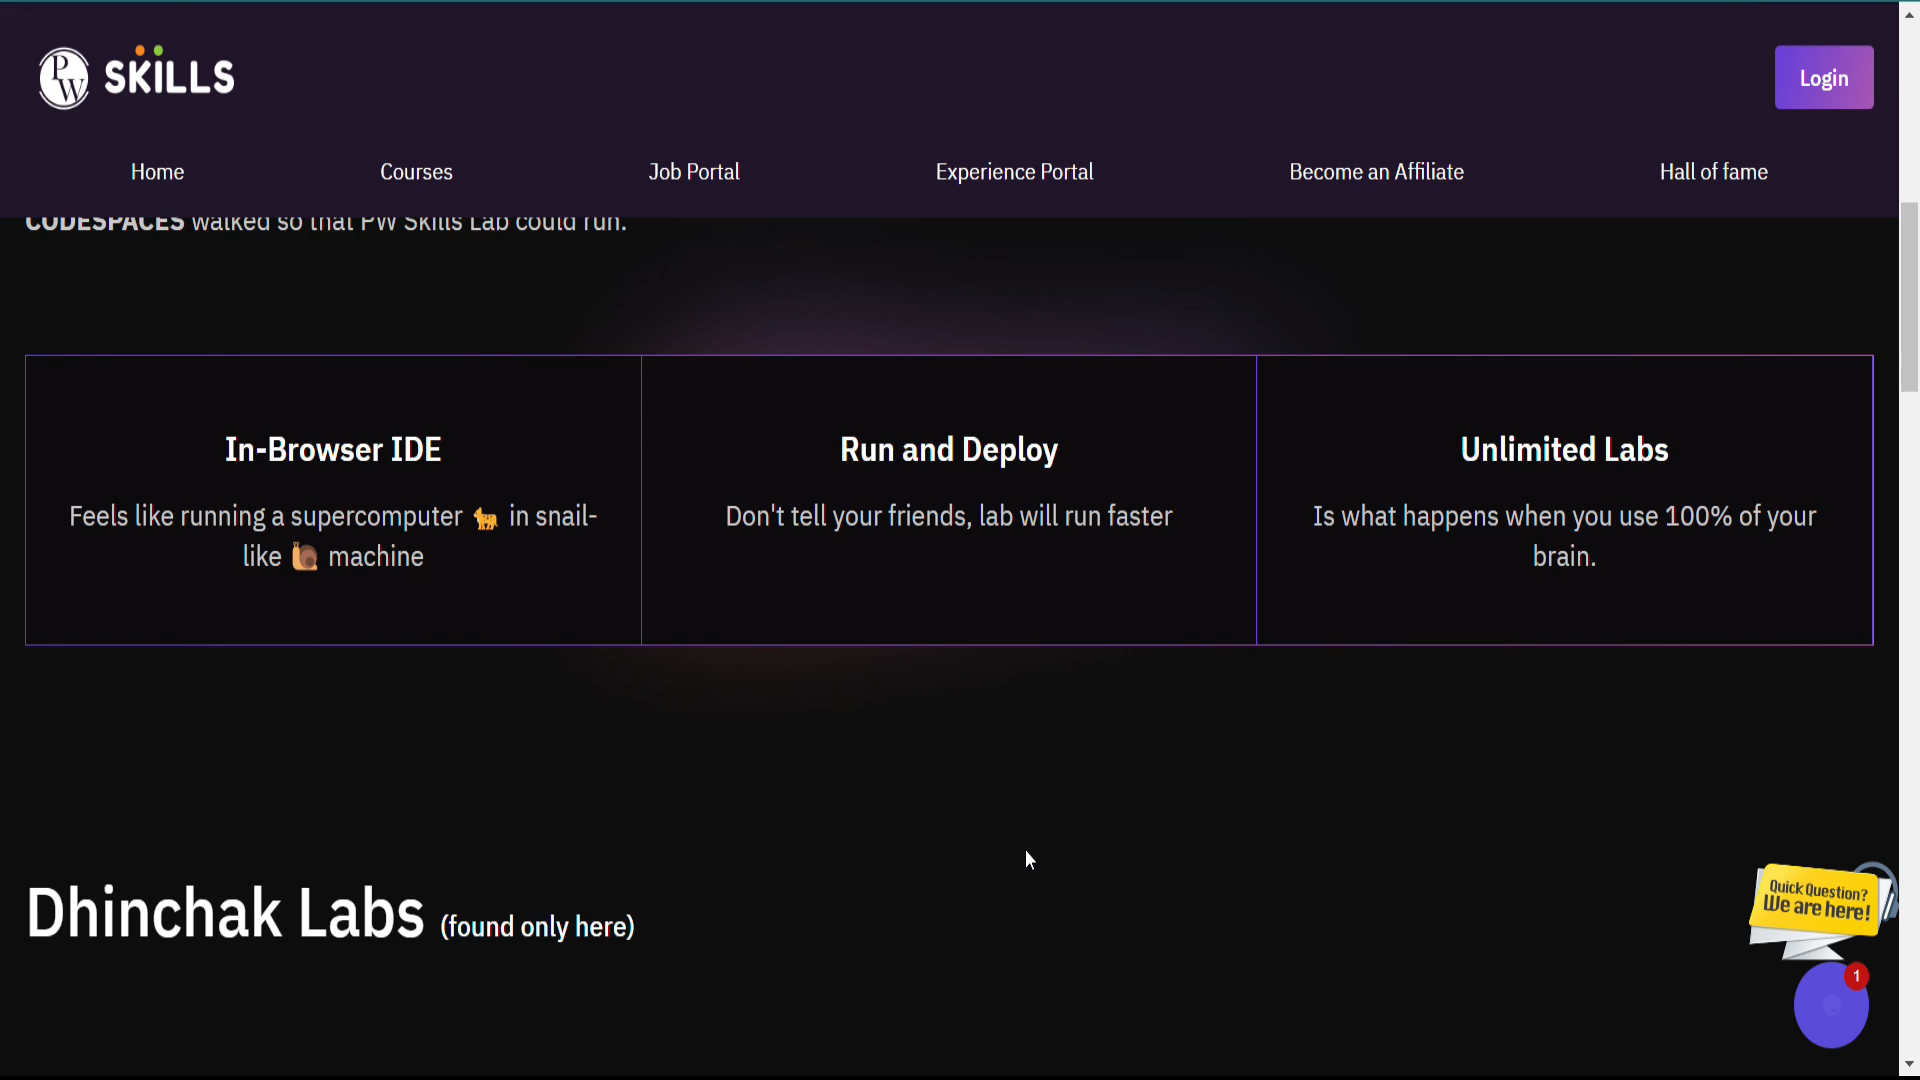 PW SKILLS
Login
Home Courses Job Portal Experience Portal Become an Affiliate Hall of fame
CODESPACES walked so that PW Skills Lab could run.
In-Browser IDE
Feels like running a supercomputer 🐆 in snail-
like 🐌 machine
Run and Deploy
Don't tell your friends, lab will run faster
Unlimited Labs
Is what happens when you use 100% of your
brain.
Dhinchak Labs (found only here)
Quick Question?
We are here!
1